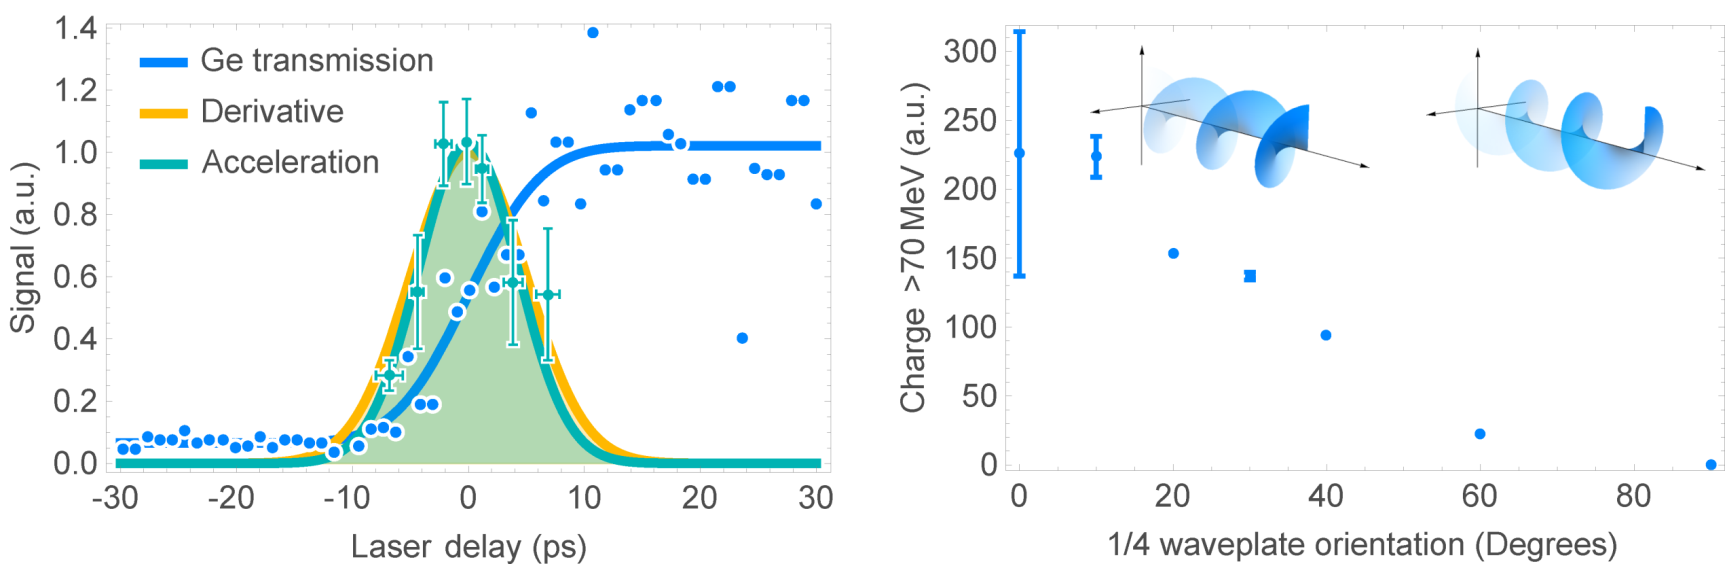 Signal (a.u.)
1.4
1.2
1.0
0.8
0.6
0.4
0.2
0.0
Ge transmission
Derivative
Acceleration
-30 -20 -10 0 10 20 30
Laser delay (ps)
Charge >70 MeV (a.u.)
300
250
200
150
100
50
0
0 20 40 60 80
1/4 waveplate orientation (Degrees)